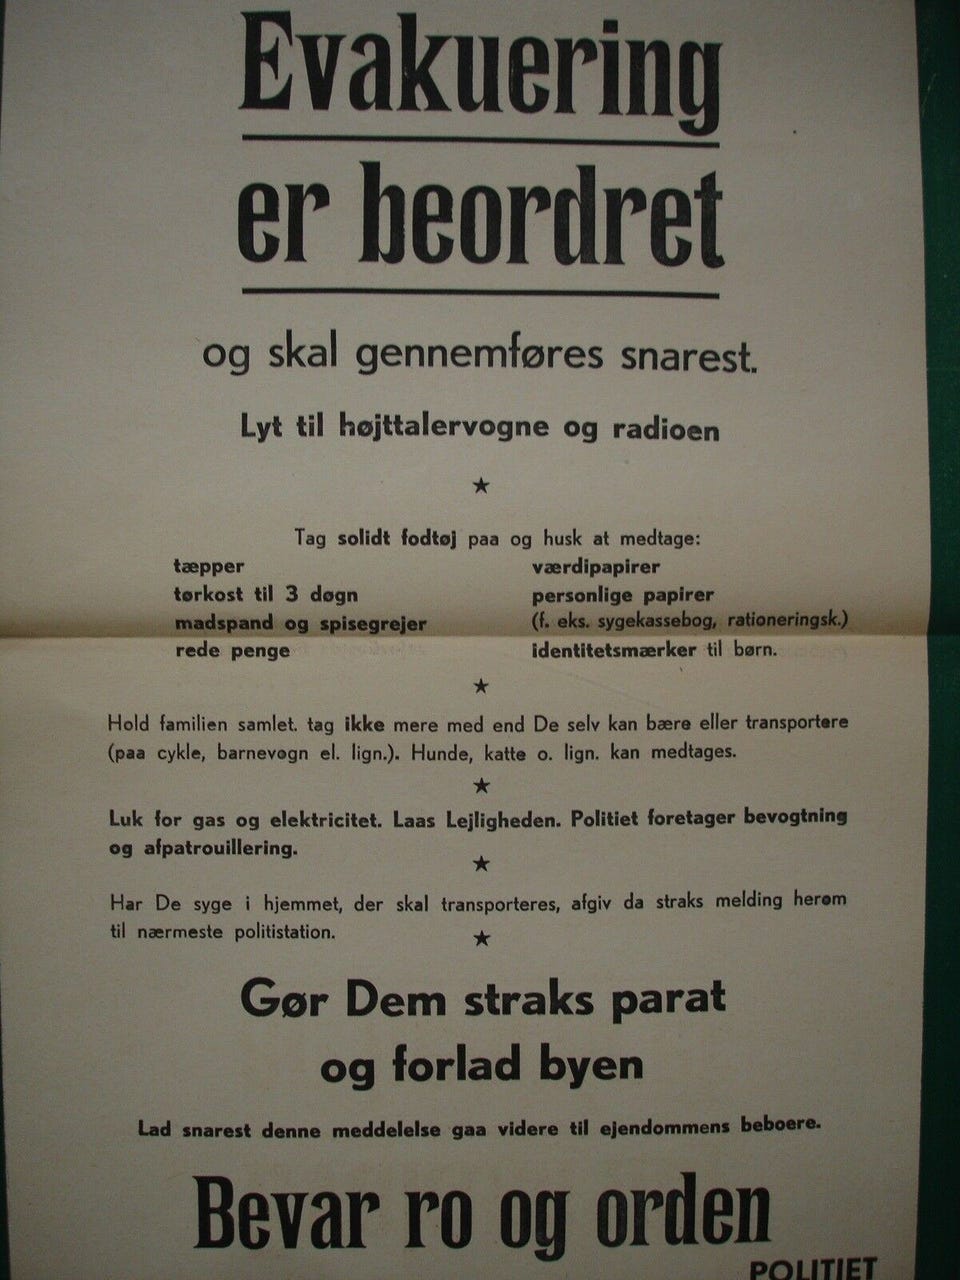 Evakuering
er beordret
og skal gennemføres snarest.
Lyt til højttalervogne og radioen
★
Tag solidt fodtøj paa og husk at medtage:
tæpper
tørkost til 3 døgn
madspand og spisegrejer
rede penge
værdipapirer
personlige papirer
(f. eks. sygekassebog, rationeringsk.)
identitetsmærker til børn.
★
Hold familien samlet. tag ikke mere med end De selv kan bære eller transportere
(paa cykle, barnevogn el. lign.). Hunde, katte o. lign. kan medtages.
★
Luk for gas og elektricitet. Laas Lejligheden. Politiet foretager bevogtning
og afpatrouillering.
★
Har De syge i hjemmet, der skal transporteres, afgiv da straks melding herom
til nærmeste politistation.
★
Gør Dem straks parat
og forlad byen
Lad snarest denne meddelelse gaa videre til ejendommens beboere.
Bevar ro og orden
POLITIET